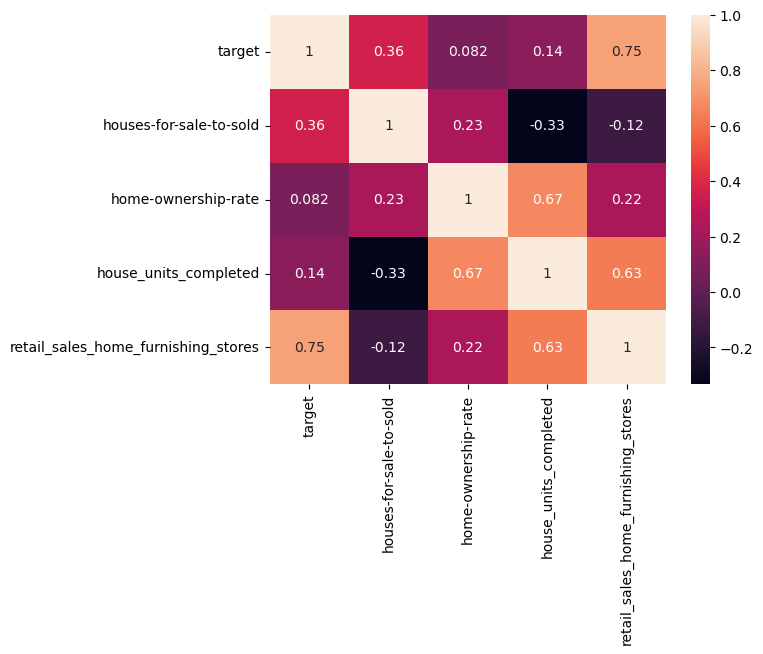 target 1 0.36 0.082 0.14 0.75
houses-for-sale-to-sold 0.36 1 0.23 -0.33 -0.12
home-ownership-rate 0.082 0.23 1 0.67 0.22
house_units_completed 0.14 -0.33 0.67 1 0.63
retail_sales_home_furnishing_stores 0.75 -0.12 0.22 0.63 1
target
houses-for-sale-to-sold
home-ownership-rate
house_units_completed
retail_sales_home_furnishing_stores
1.0
0.8
0.6
0.4
0.2
0.0
−0.2